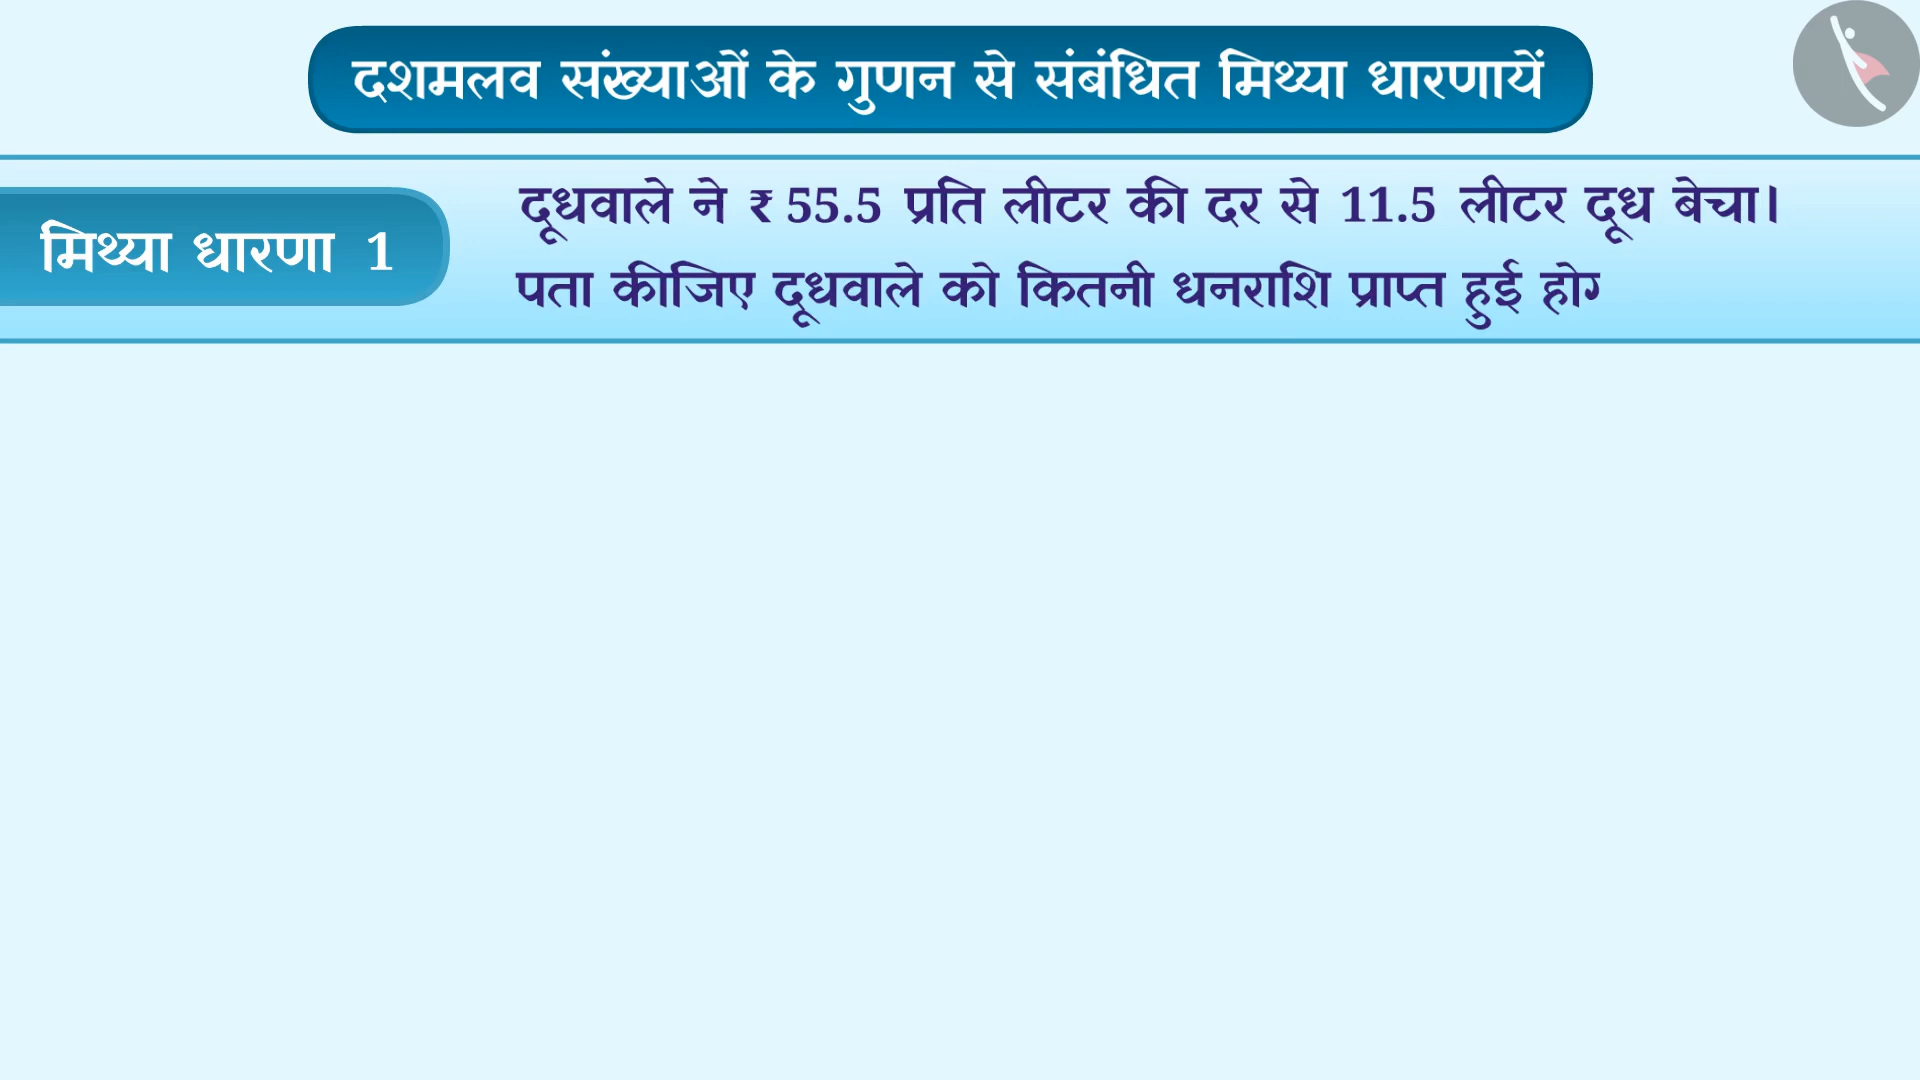 दशमलव संख्याओं के गुणन से संबंधित मिथ्या धारणायें
मिथ्या धारणा 1
दूधवाले ने ₹ 55.5 प्रति लीटर की दर से 11.5 लीटर दूध बेचा।
पता कीजिए दूधवाले को कितनी धनराशि प्राप्त हुई